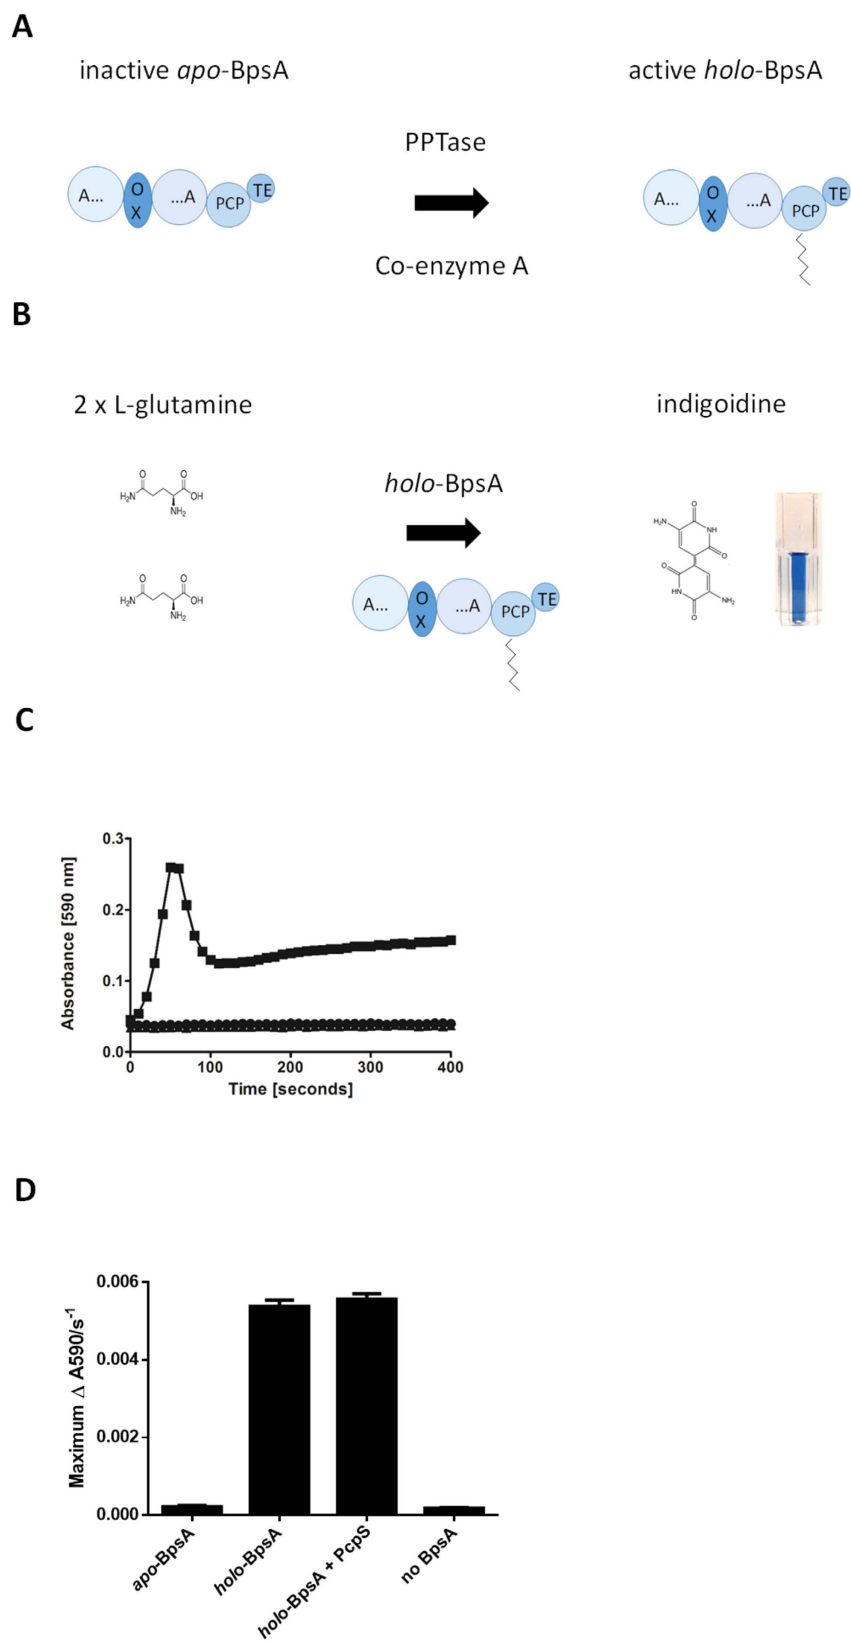 A
inactive apo-BpsA
active holo-BpsA
PPTase
A...
O
X
...A
PCP
TE
A...
O
X
...A
PCP
TE
Co-enzyme A
B
2 x L-glutamine
indigoidine
holo-BpsA
O
O
H₂N
OH
NH₂
O
O
H₂N
OH
NH₂
A...
O
X
...A
PCP
TE
O
H₂N
NH
O
O
HN
NH₂
O
C
Absorbance [590 nm]
0.3
0.2
0.1
0.0
0
100
200
300
400
Time [seconds]
D
Maximum Δ A590/s⁻¹
0.006
0.004
0.002
0.000
apo-BpsA
holo-BpsA
holo-BpsA + PcpS
no BpsA